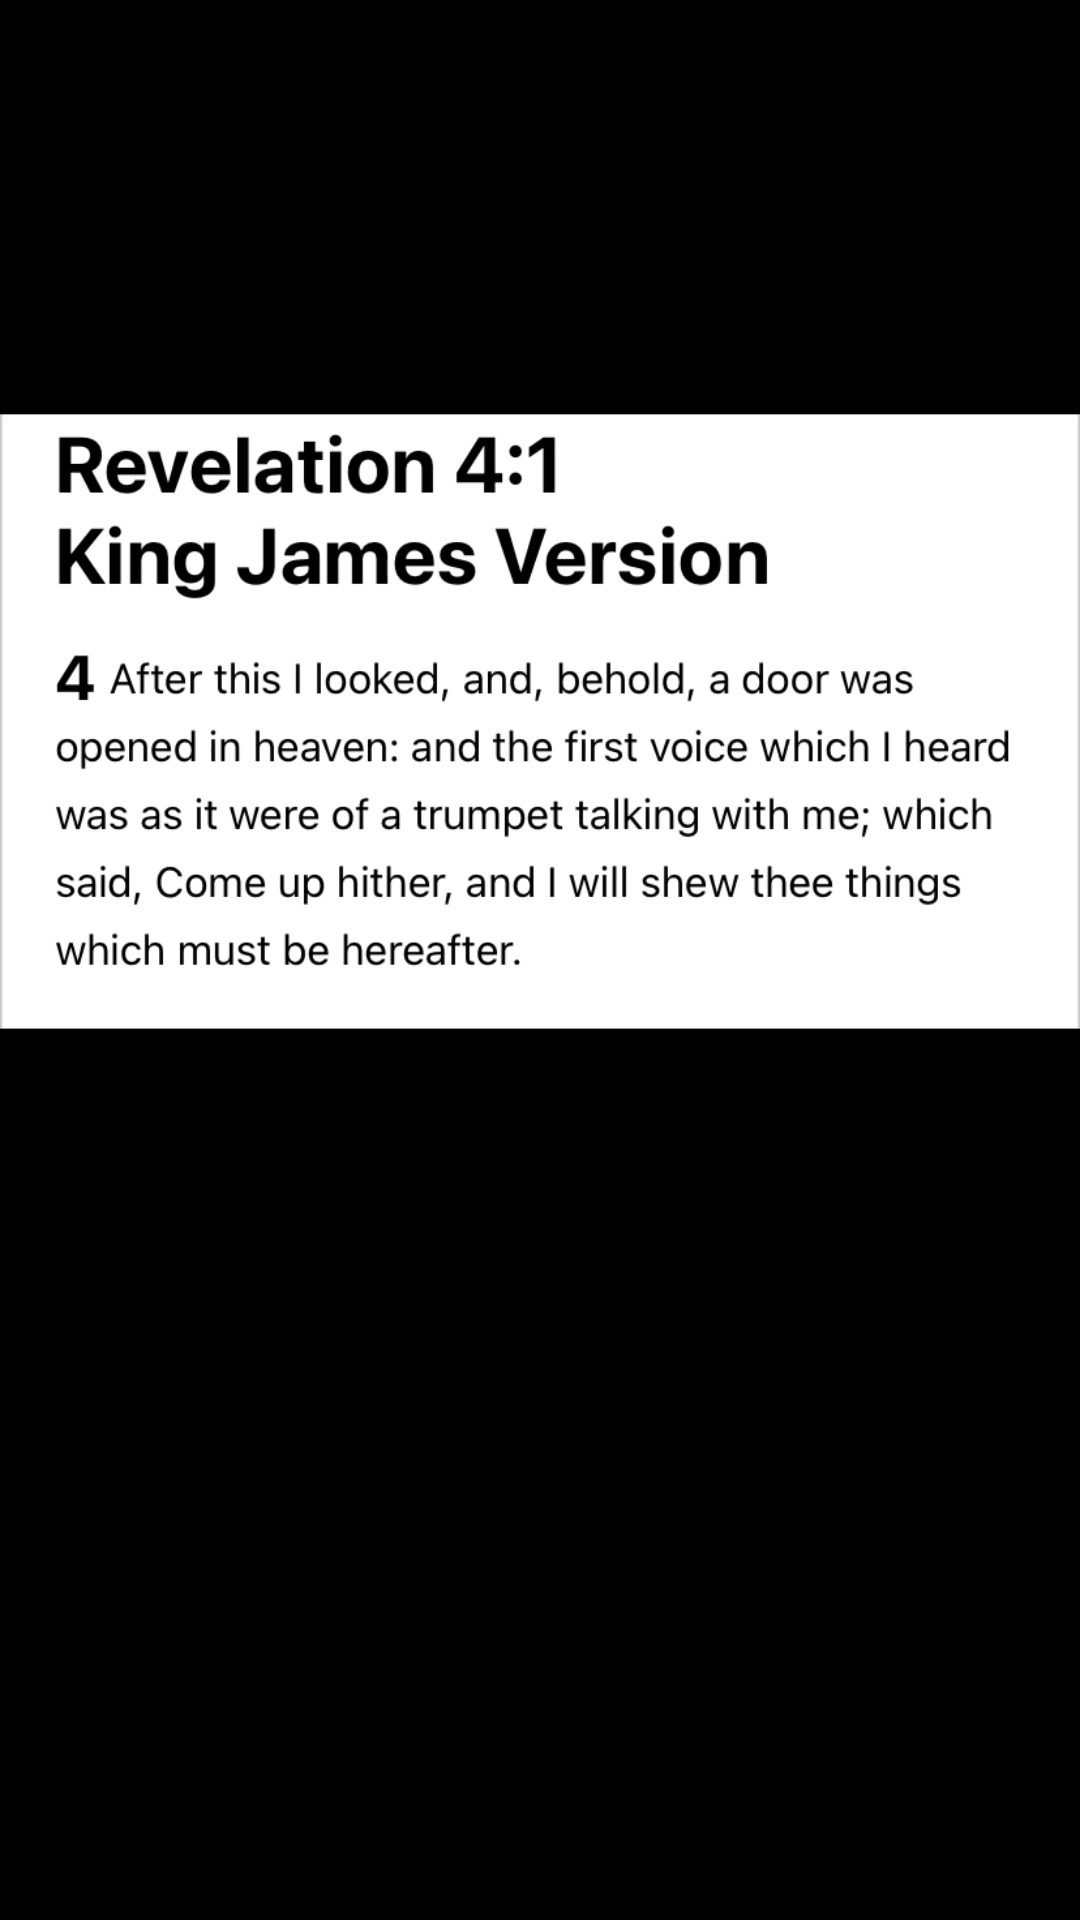 Revelation 4:1
King James Version
4 After this I looked, and, behold, a door was
opened in heaven: and the first voice which I heard
was as it were of a trumpet talking with me; which
said, Come up hither, and I will shew thee things
which must be hereafter.